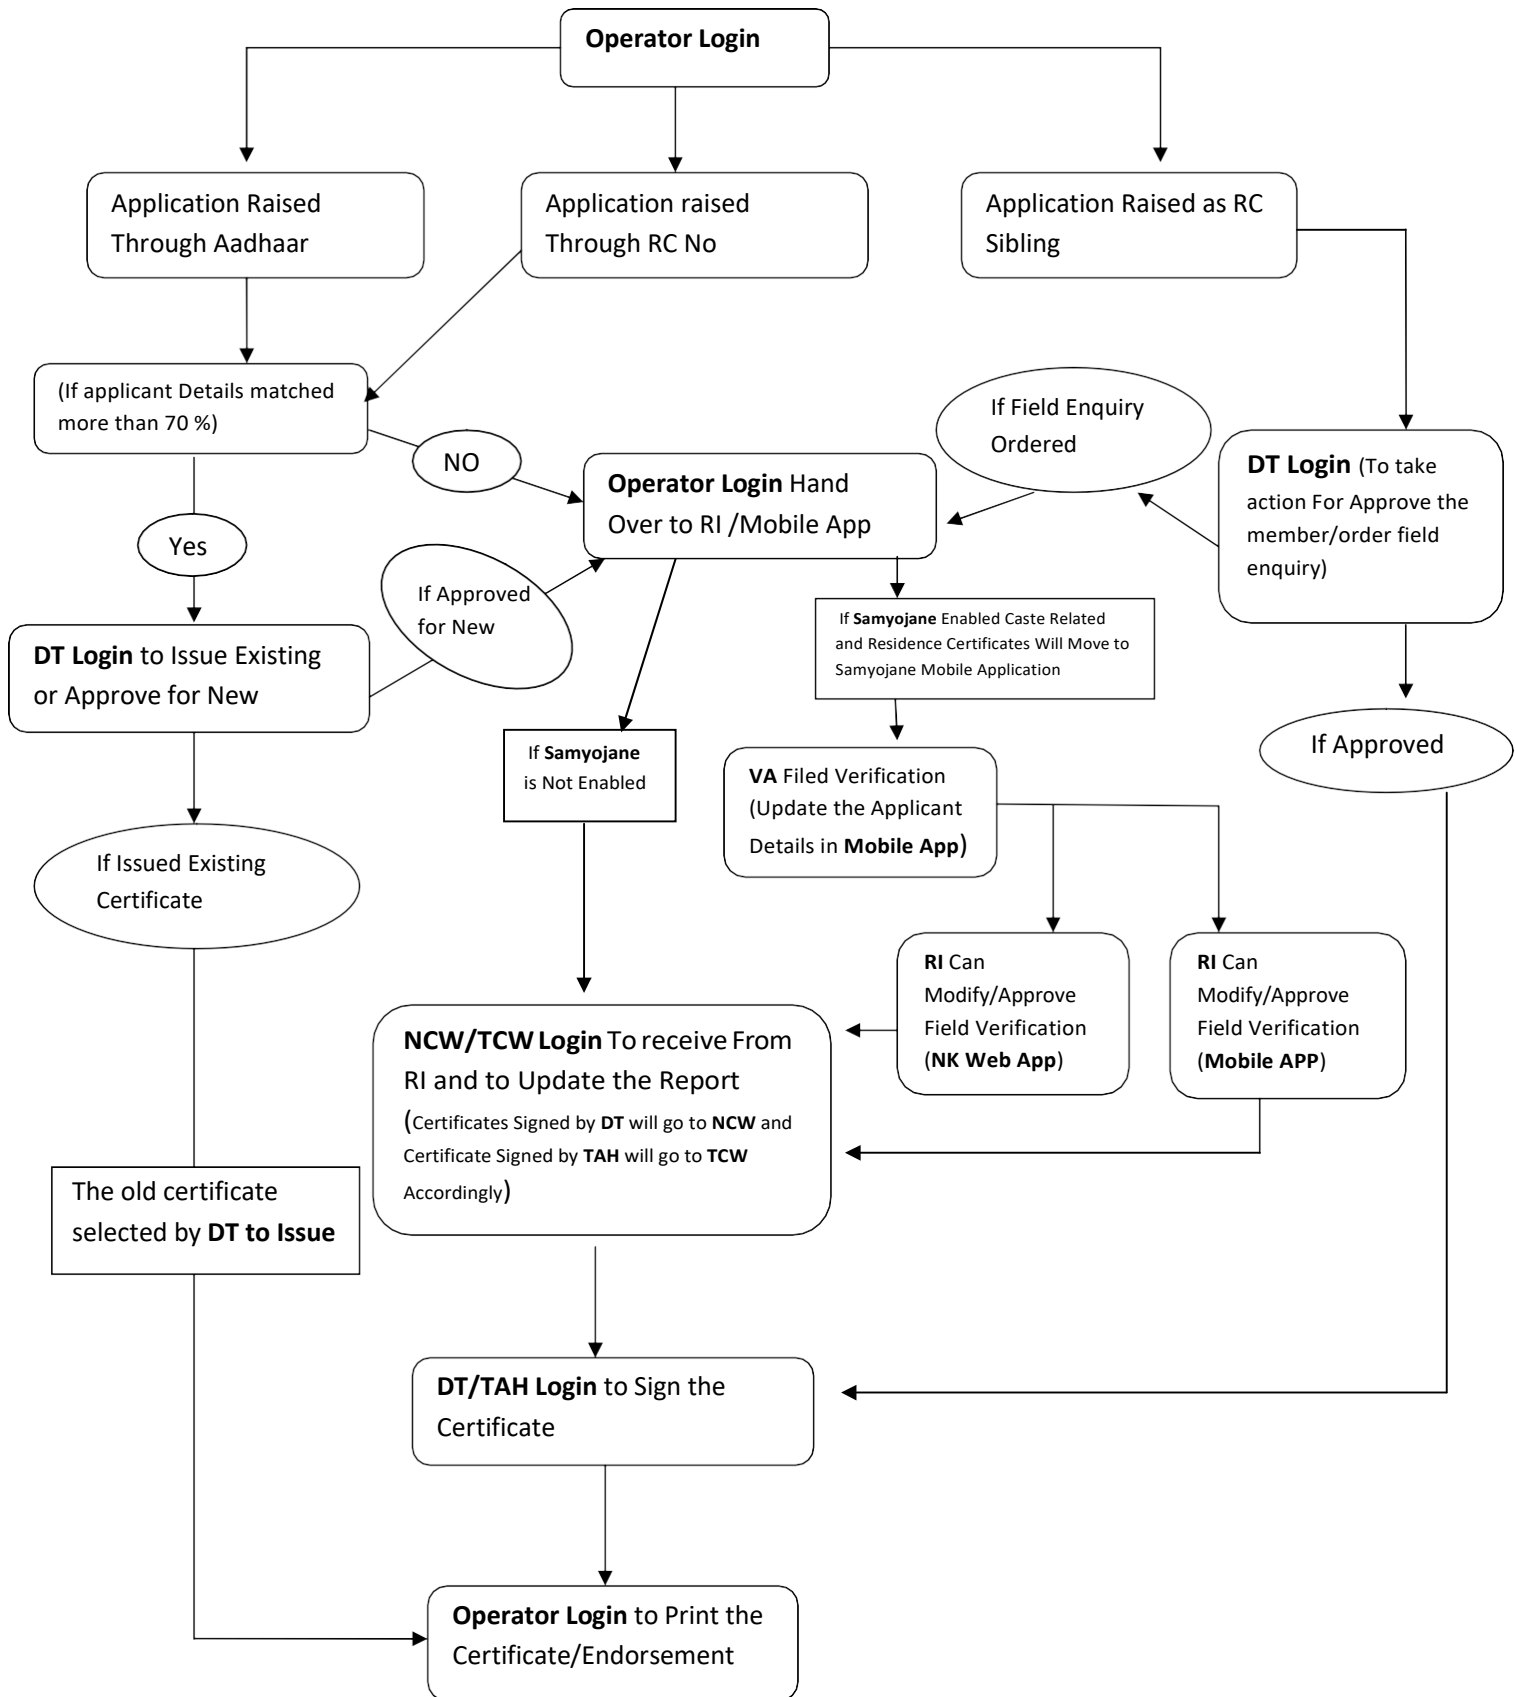 Operator Login
Application Raised
Through Aadhaar
Application raised
Through RC No
Application Raised as RC
Sibling
(If applicant Details matched
more than 70 %)
NO
If Field Enquiry
Ordered
DT Login (To take
action For Approve the
member/order field
enquiry)
Operator Login Hand
Over to RI /Mobile App
Yes
If Approved
for New
If Samyojane Enabled Caste Related
and Residence Certificates Will Move to
Samyojane Mobile Application
DT Login to Issue Existing
or Approve for New
If Samyojane
is Not Enabled
If Approved
VA Filed Verification
(Update the Applicant
Details in Mobile App)
If Issued Existing
Certificate
RI Can
Modify/Approve
Field Verification
(NK Web App)
RI Can
Modify/Approve
Field Verification
(Mobile APP)
NCW/TCW Login To receive From
RI and to Update the Report
(Certificates Signed by DT will go to NCW and
Certificate Signed by TAH will go to TCW
Accordingly)
The old certificate
selected by DT to Issue
DT/TAH Login to Sign the
Certificate
Operator Login to Print the
Certificate/Endorsement